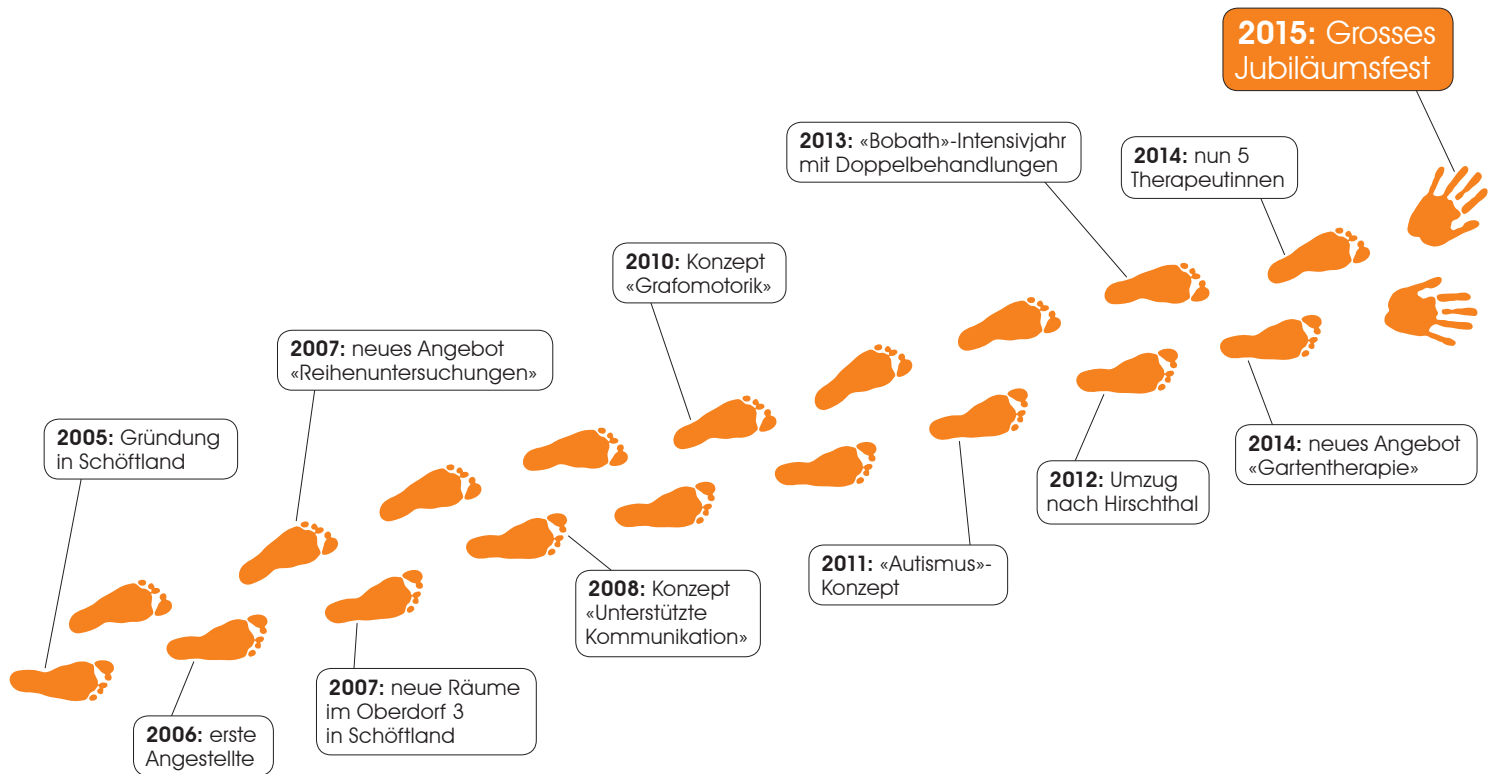 2005: Gründung
in Schöftland
2006: erste
Angestellte
2007: neues Angebot
«Reihenuntersuchungen»
2007: neue Räume
im Oberdorf 3
in Schöftland
2008: Konzept
«Unterstützte
Kommunikation»
2010: Konzept
«Grafomotorik»
2011: «Autismus»-
Konzept
2012: Umzug
nach Hirschthal
2013: «Bobath»-Intensivjahr
mit Doppelbehandlungen
2014: nun 5
Therapeutinnen
2014: neues Angebot
«Gartentherapie»
2015: Grosses
Jubiläumsfest